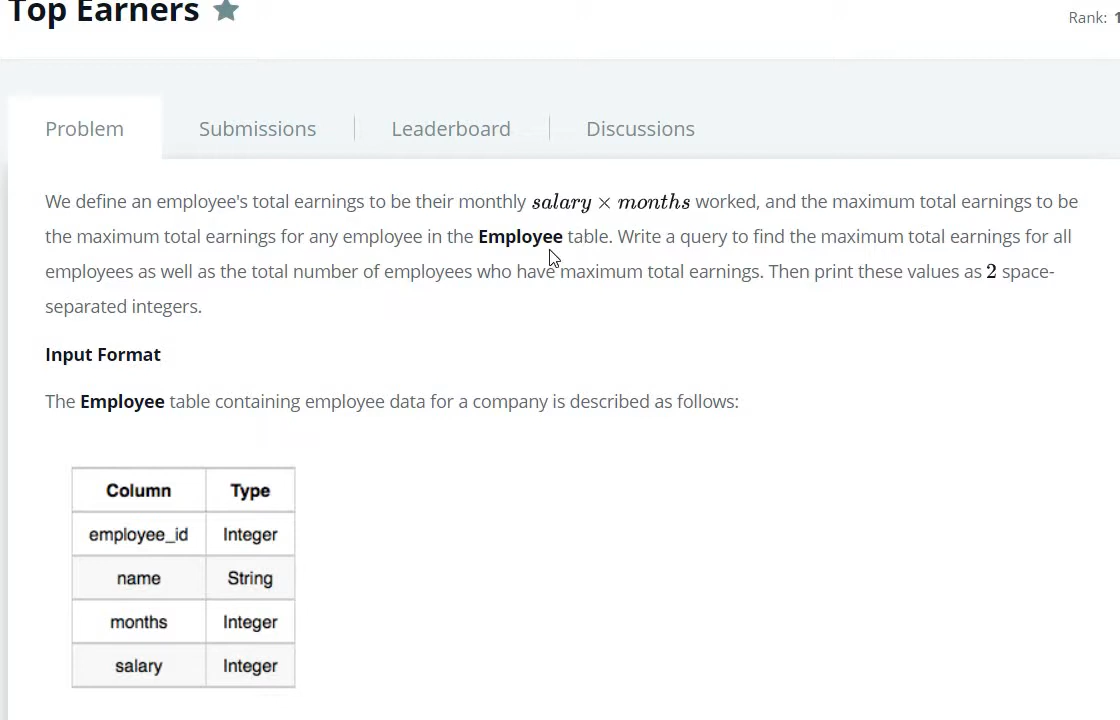 Top Earners
Rank: 1
Problem
Submissions
Leaderboard
Discussions
We define an employee's total earnings to be their monthly salary × months worked, and the maximum total earnings to be
the maximum total earnings for any employee in the Employee table. Write a query to find the maximum total earnings for all
employees as well as the total number of employees who have maximum total earnings. Then print these values as 2 space-
separated integers.
Input Format
The Employee table containing employee data for a company is described as follows:
Column Type
employee_id Integer
name String
months Integer
salary Integer